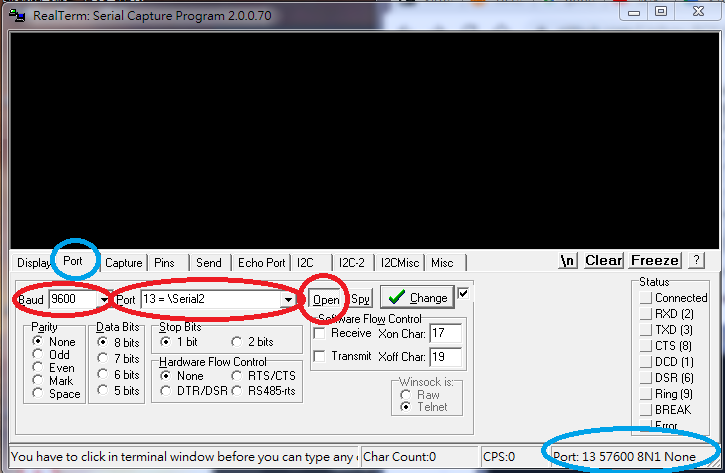 RealTerm: Serial Capture Program 2.0.0.70
Display Port Capture Pins Send Echo Port I2C I2C-2 I2CMisc Misc \n Clear Freeze ?
Baud 9600 Port 13 = \Serial2 Open Spy Change
Parity
None
Odd
Even
Mark
Space
Data Bits
8 bits
7 bits
6 bits
5 bits
Stop Bits
1 bit 2 bits
Hardware Flow Control
None RTS/CTS
DTR/DSR RS485-rts
Software Flow Control
Receive Xon Char: 17
Transmit Xoff Char: 19
Winsock is:
Raw
Telnet
Status
Connected
RXD (2)
TXD (3)
CTS (8)
DCD (1)
DSR (6)
Ring (9)
BREAK
Error
You have to click in terminal window before you can type any Char Count:0 CPS:0 Port: 13 57600 8N1 None